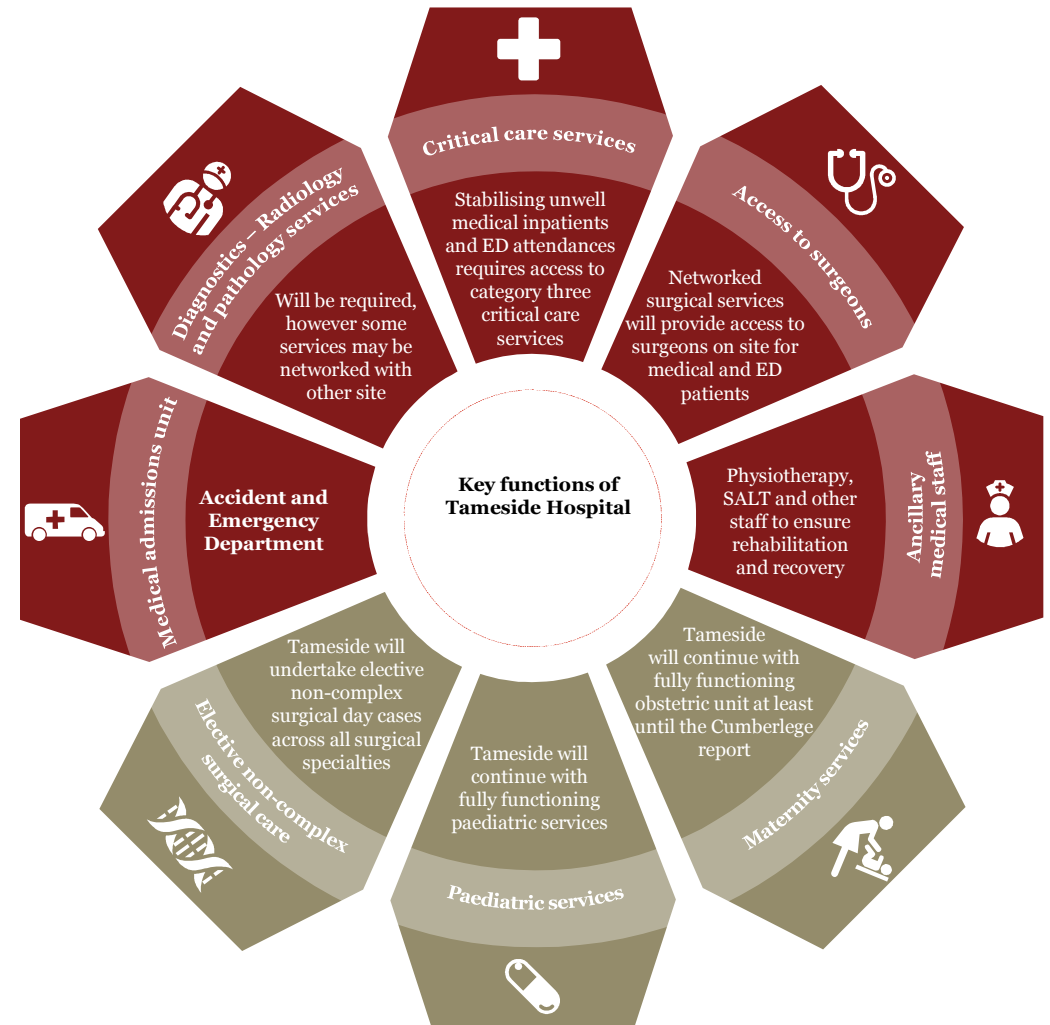 Key functions of
Tameside Hospital
Critical care services
Stabilising unwell
medical inpatients
and ED attendances
requires access to
category three
critical care
services
Access to surgeons
Networked
surgical services
will provide access to
surgeons on site for
medical and ED
patients
Ancillary
medical staff
Physiotherapy,
SALT and other
staff to ensure
rehabilitation
and recovery
Maternity services
Tameside
will continue with
fully functioning
obstetric unit at least
until the Cumberlege
report
Paediatric services
Tameside will
continue with
fully functioning
paediatric services
Elective non-complex
surgical care
Tameside will
undertake elective
non-complex
surgical day cases
across all surgical
specialties
Medical admissions unit
Accident and
Emergency
Department
Diagnostics – Radiology
and pathology services
Will be required,
however some
services may be
networked with
other site